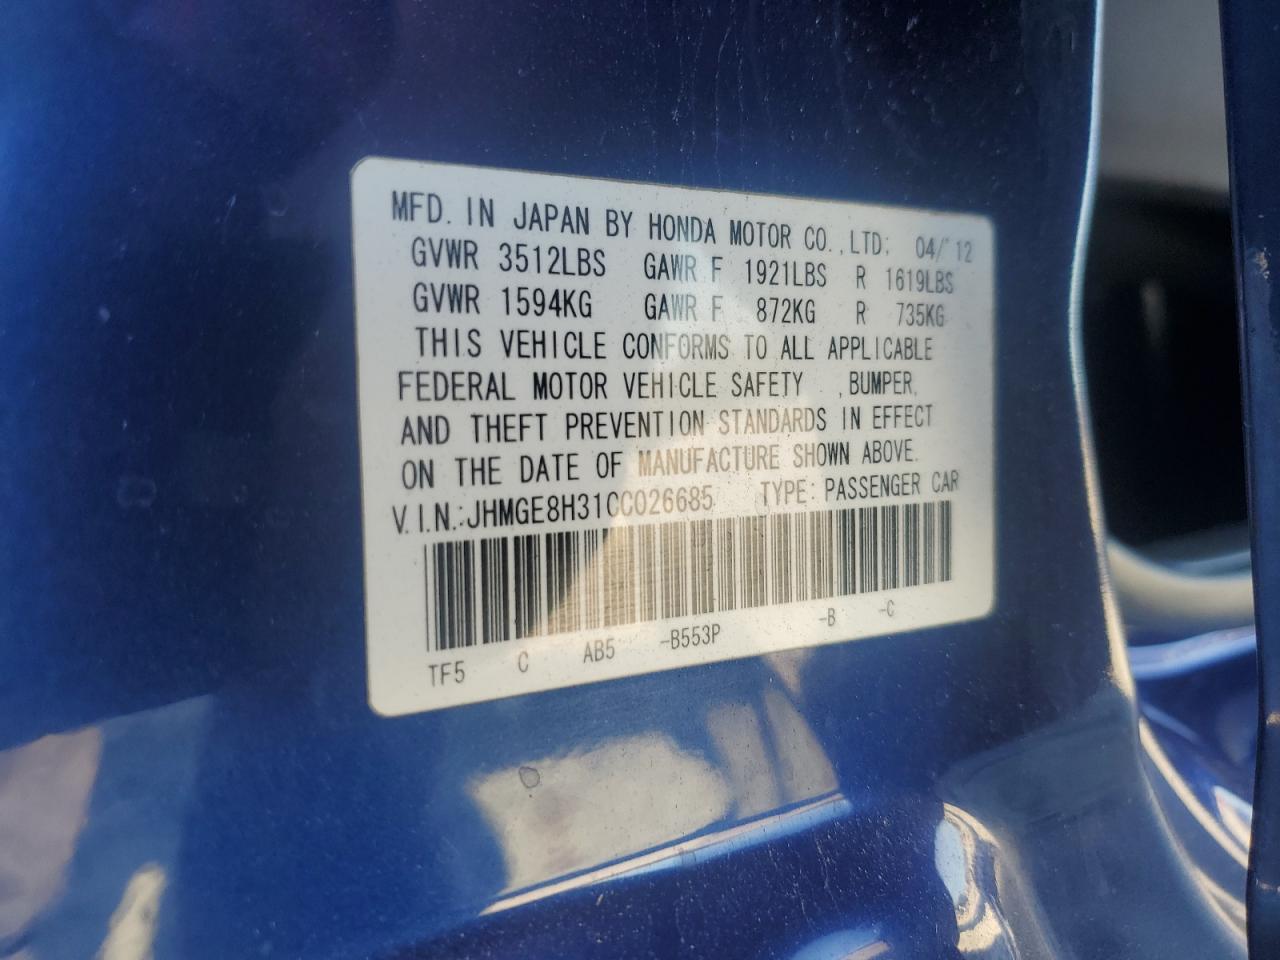 MFD. IN JAPAN BY HONDA MOTOR CO., LTD; 04/'12
GVWR 3512LBS GAWR F 1921LBS R 1619LBS
GVWR 1594KG GAWR F 872KG R 735KG
THIS VEHICLE CONFORMS TO ALL APPLICABLE
FEDERAL MOTOR VEHICLE SAFETY , BUMPER,
AND THEFT PREVENTION STANDARDS IN EFFECT
ON THE DATE OF MANUFACTURE SHOWN ABOVE.
V.I.N.: JHMGE8H31CC026685 TYPE: PASSENGER CAR
TF5 C AB5 -B553P -B -C